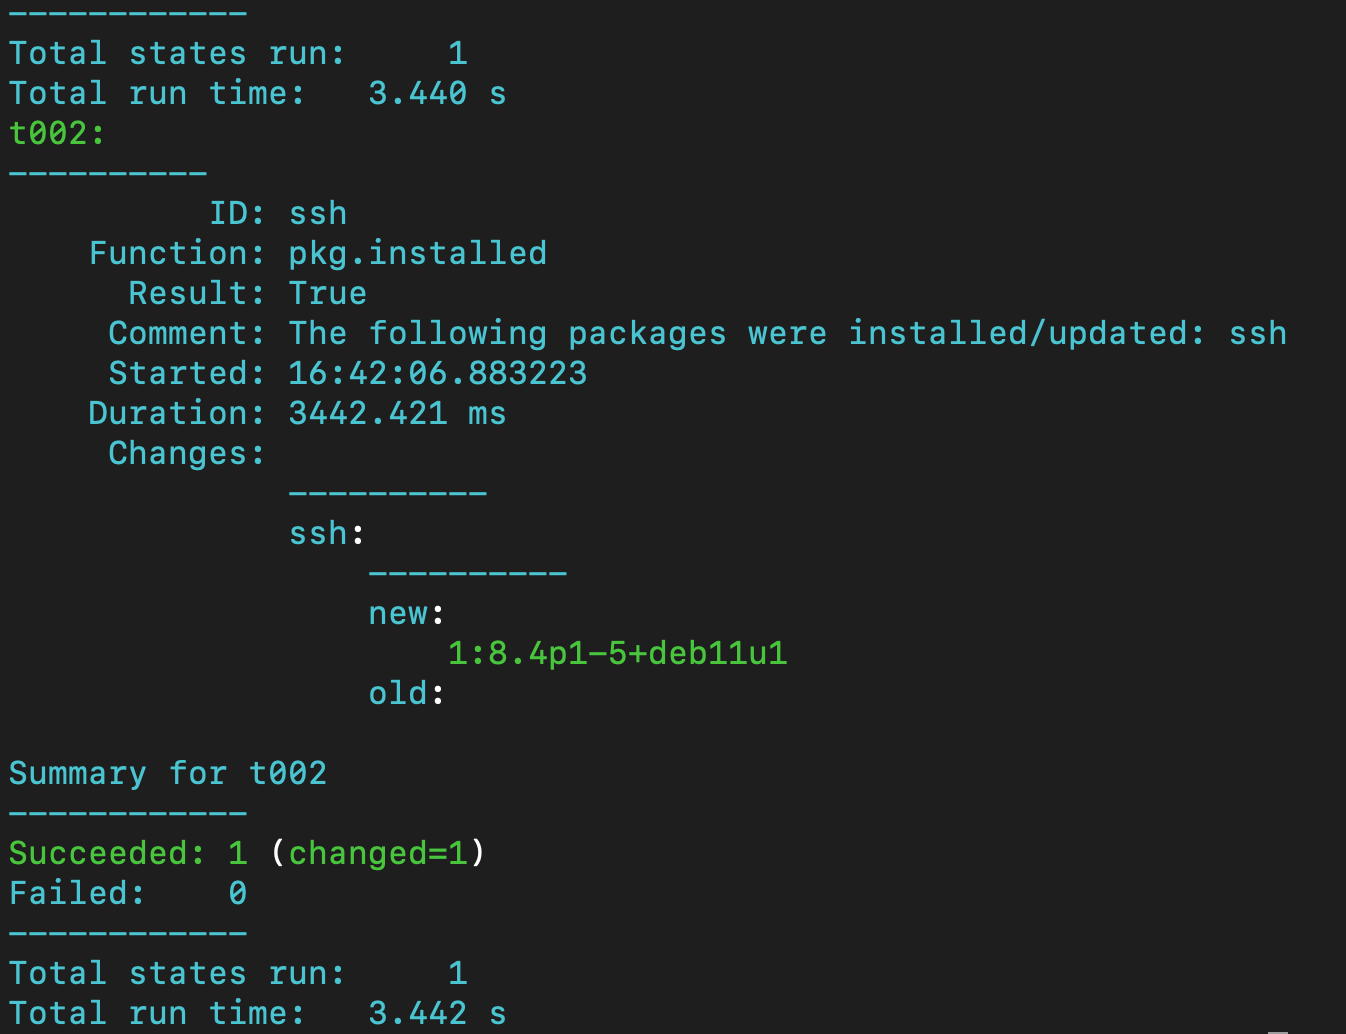 ------------
Total states run:     1
Total run time:   3.440 s
t002:
----------
          ID: ssh
    Function: pkg.installed
      Result: True
     Comment: The following packages were installed/updated: ssh
     Started: 16:42:06.883223
    Duration: 3442.421 ms
     Changes:
              ----------
              ssh:
                  ----------
                  new:
                      1:8.4p1-5+deb11u1
                  old:

Summary for t002
------------
Succeeded: 1 (changed=1)
Failed:    0
------------
Total states run:     1
Total run time:   3.442 s